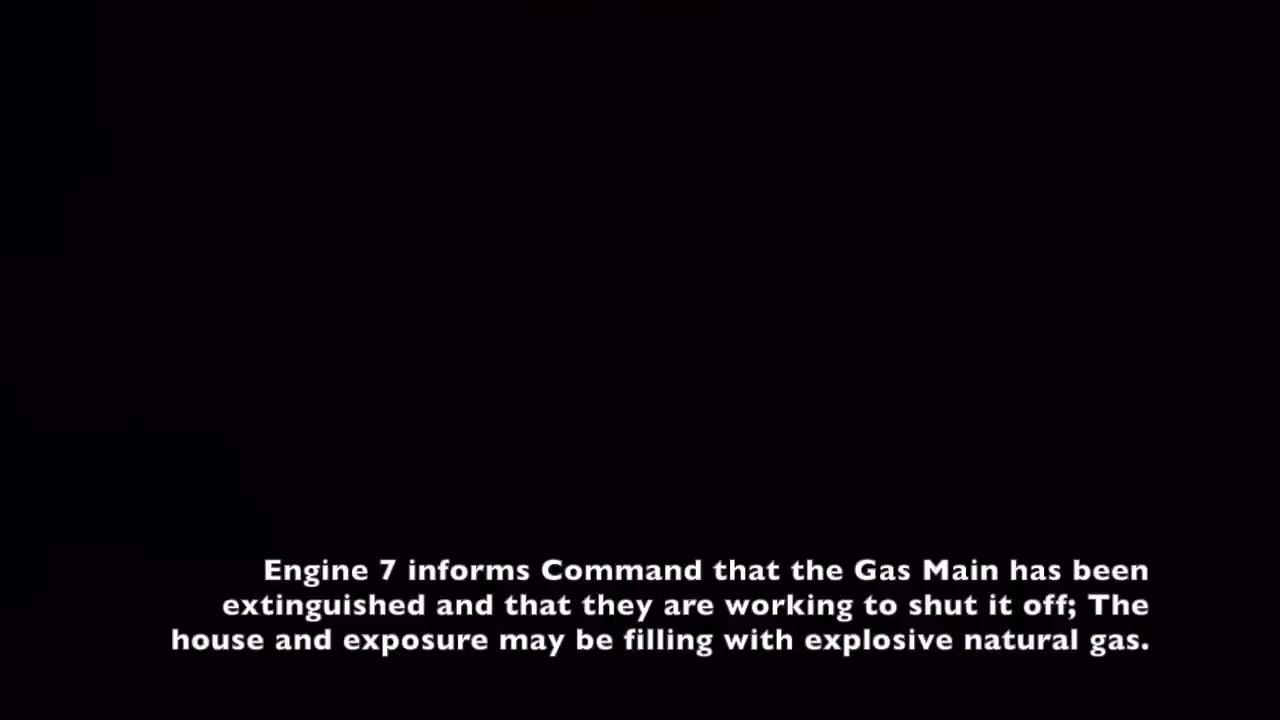 Engine 7 informs Command that the Gas Main has been
extinguished and that they are working to shut it off; The
house and exposure may be filling with explosive natural gas.